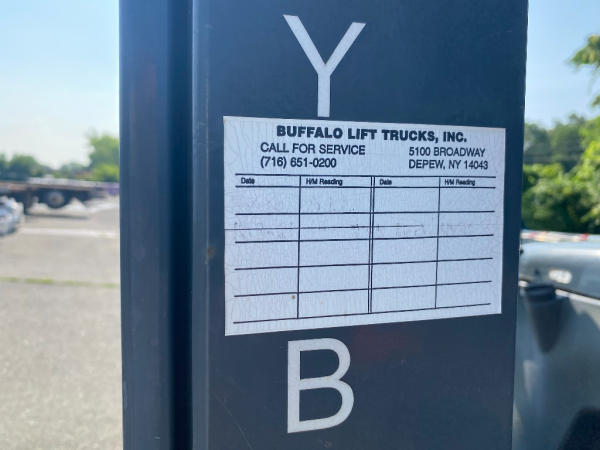 Y
BUFFALO LIFT TRUCKS, INC.
CALL FOR SERVICE 5100 BROADWAY
(716) 651-0200 DEPEW, NY 14043
Date H/M Reading Date H/M Reading
B